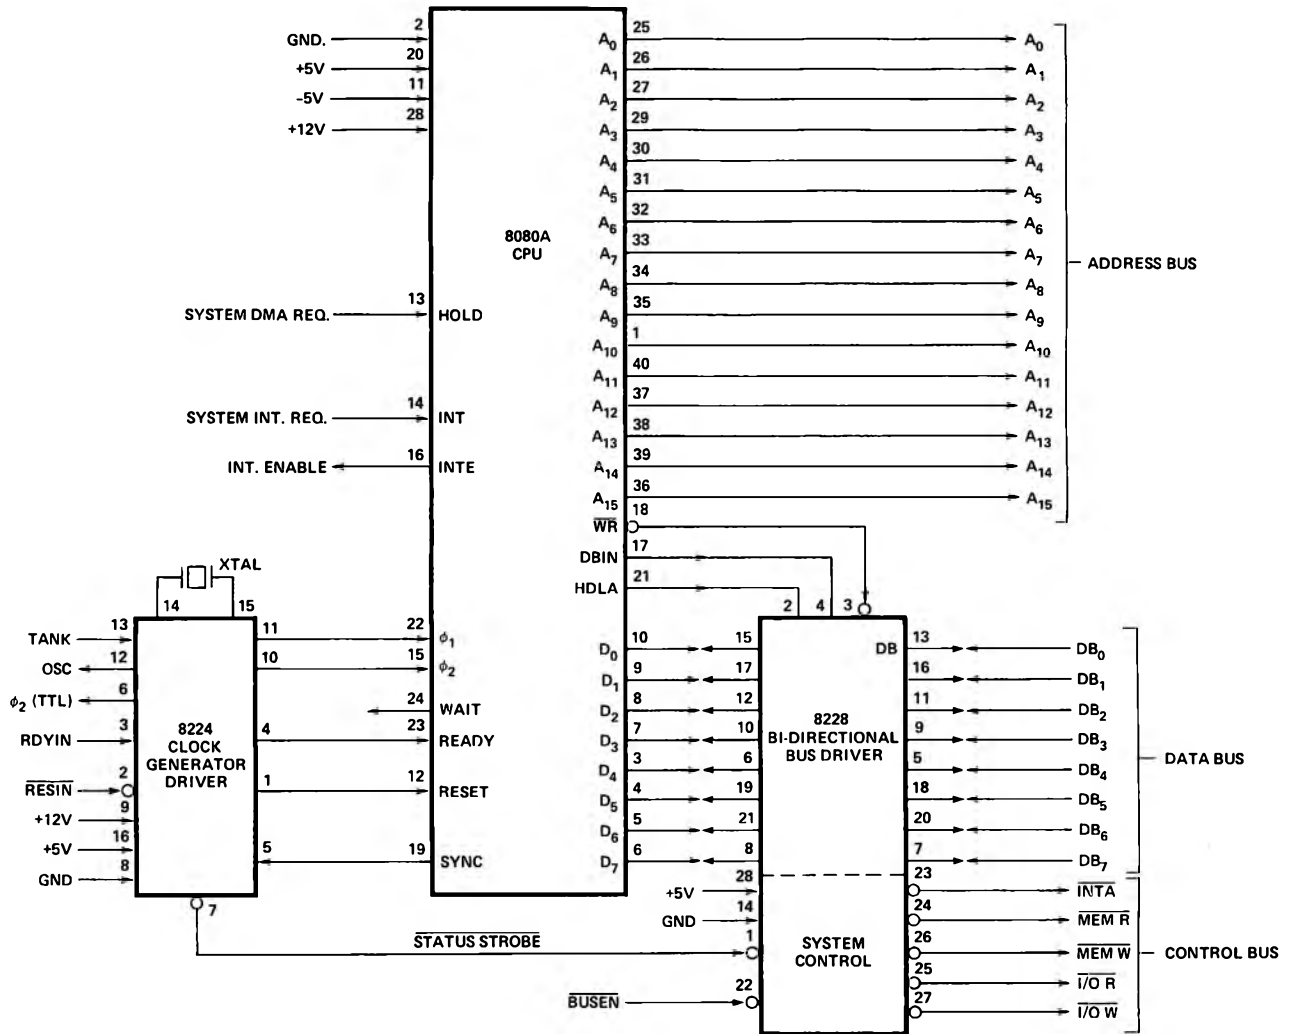 GND. 2
+5V 20
-5V 11
+12V 28
8080A
CPU
SYSTEM DMA REQ. 13 HOLD
SYSTEM INT. REQ. 14 INT
INT. ENABLE 16 INTE
A0 25 A0
A1 26 A1
A2 27 A2
A3 29 A3
A4 30 A4
A5 31 A5
A6 32 A6
A7 33 A7
A8 34 A8
A9 35 A9
A10 1 A10
A11 40 A11
A12 37 A12
A13 38 A13
A14 39 A14
A15 36 A15
ADDRESS BUS
WR 18
DBIN 17
HDLA 21
2 4 3
XTAL
14 15
TANK 13
OSC 12
ϕ2 (TTL) 6
RDYIN 3
RESIN 2
+12V 9
+5V 16
GND 8
8224
CLOCK
GENERATOR
DRIVER
11 22 ϕ1
10 15 ϕ2
24 WAIT
4 23 READY
1 12 RESET
5 19 SYNC
7
STATUS STROBE
D0 10 15 DB 13 DB0
D1 9 17 16 DB1
D2 8 12 11 DB2
D3 7 10 9 DB3
D4 3 6 5 DB4
D5 4 19 18 DB5
D6 5 21 20 DB6
D7 6 8 7 DB7
8228
BI-DIRECTIONAL
BUS DRIVER
DATA BUS
+5V 28
GND 14
1
BUSEN 22
SYSTEM
CONTROL
23 INTA
24 MEM R
26 MEM W
25 I/O R
27 I/O W
CONTROL BUS